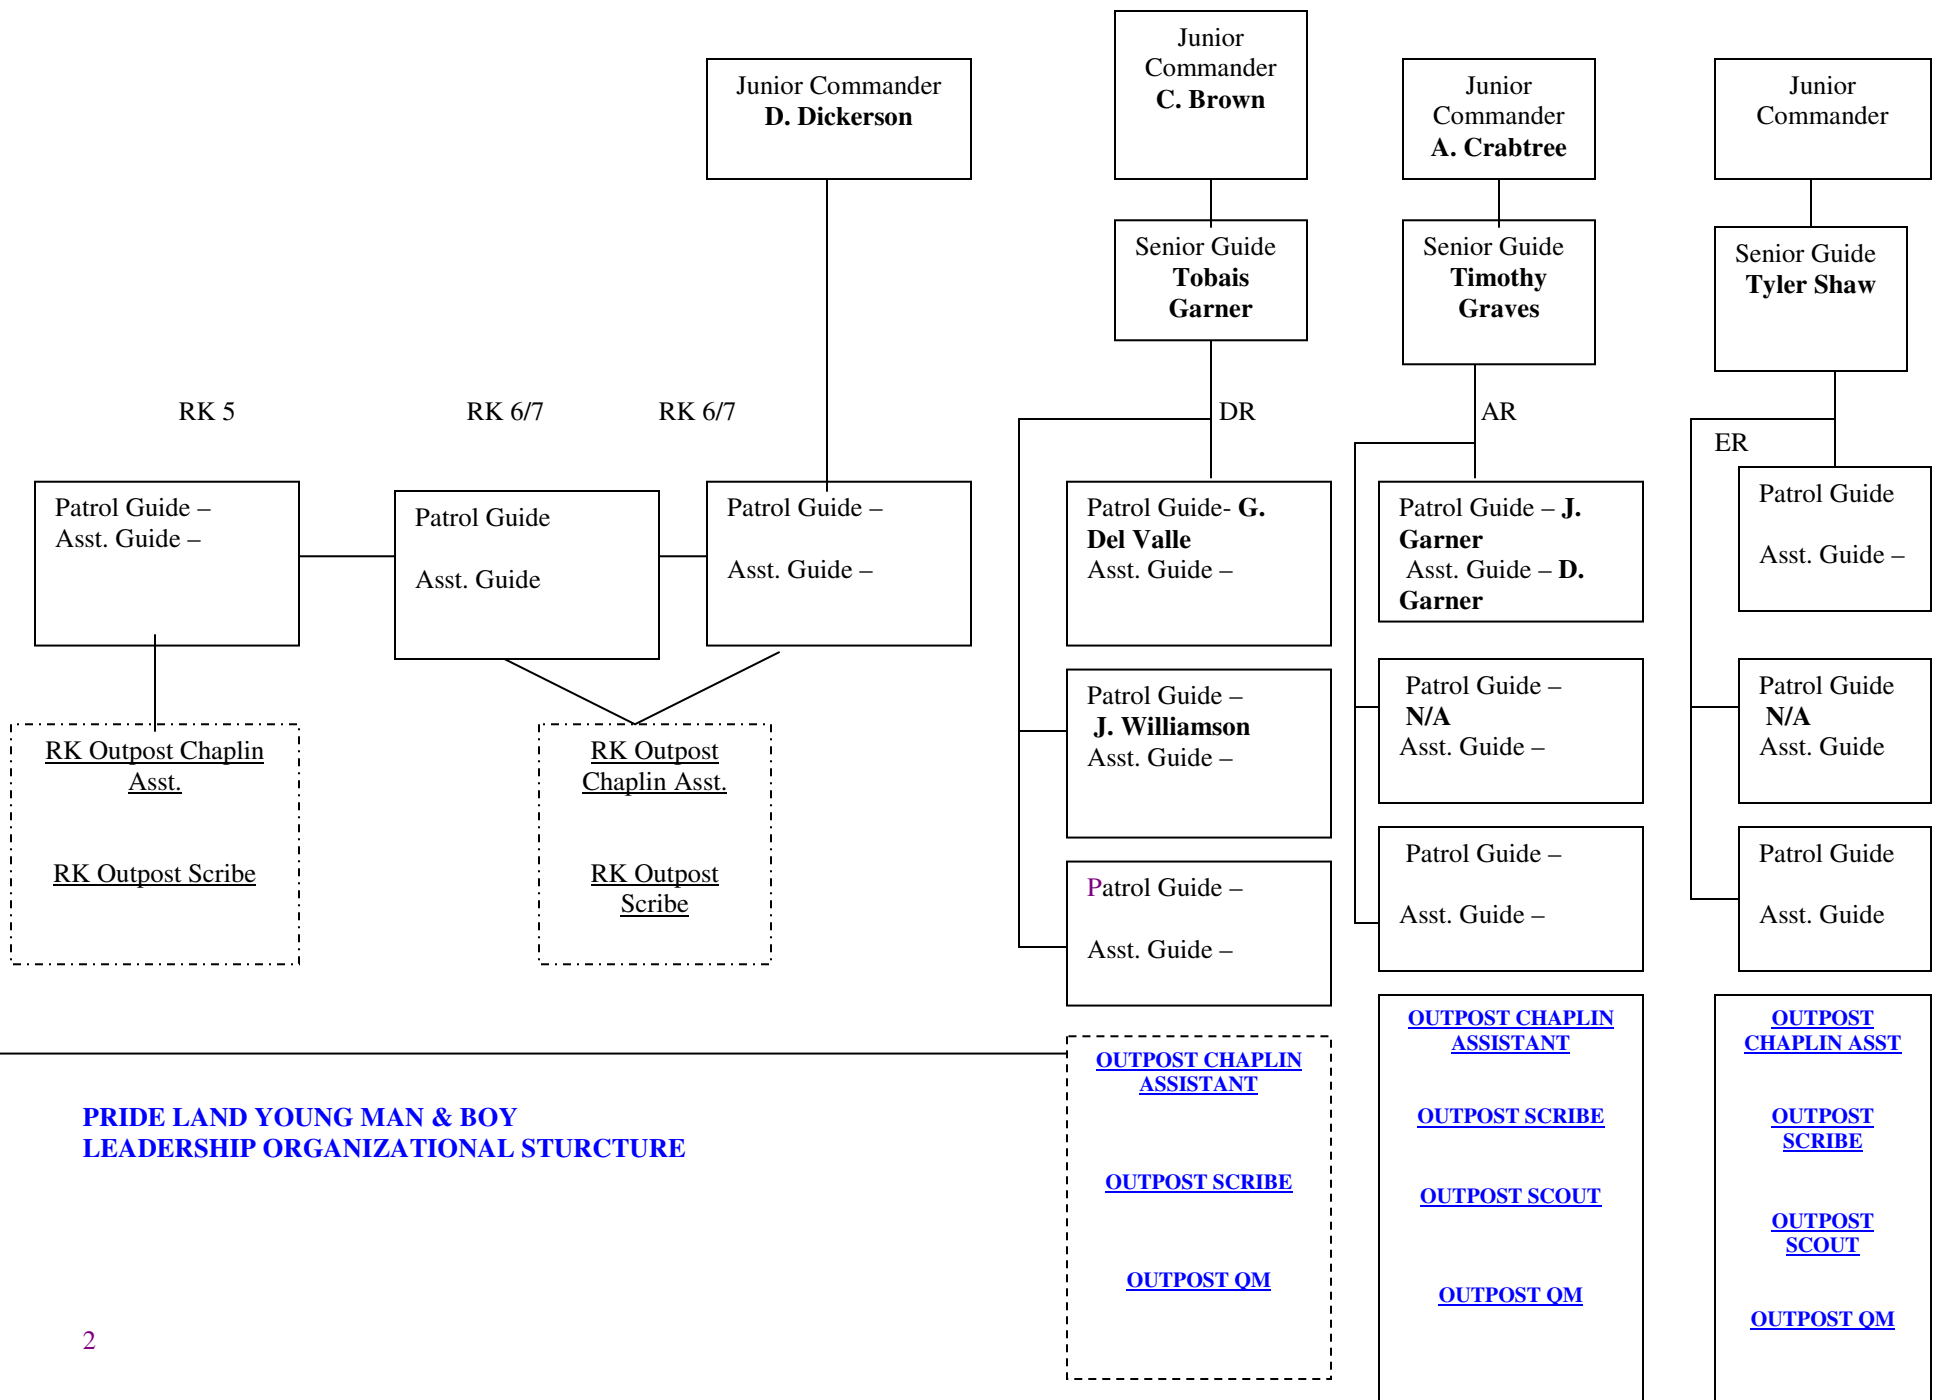 Junior Commander
D. Dickerson
Junior
Commander
C. Brown
Junior
Commander
A. Crabtree
Junior
Commander
Senior Guide
Tobais
Garner
Senior Guide
Timothy
Graves
Senior Guide
Tyler Shaw
RK 5
RK 6/7
RK 6/7
DR
AR
ER
Patrol Guide –
Asst. Guide –
Patrol Guide
Asst. Guide
Patrol Guide –
Asst. Guide –
Patrol Guide- G.
Del Valle
Asst. Guide –
Patrol Guide – J.
Garner
Asst. Guide – D.
Garner
Patrol Guide
Asst. Guide –
Patrol Guide –
J. Williamson
Asst. Guide –
Patrol Guide –
N/A
Asst. Guide –
Patrol Guide
N/A
Asst. Guide
RK Outpost Chaplin
Asst.
RK Outpost Scribe
RK Outpost
Chaplin Asst.
RK Outpost
Scribe
Patrol Guide –
Asst. Guide –
Patrol Guide –
Asst. Guide –
Patrol Guide
Asst. Guide
OUTPOST CHAPLIN
ASSISTANT
OUTPOST SCRIBE
OUTPOST QM
OUTPOST CHAPLIN
ASSISTANT
OUTPOST SCRIBE
OUTPOST SCOUT
OUTPOST QM
OUTPOST
CHAPLIN ASST
OUTPOST
SCRIBE
OUTPOST
SCOUT
OUTPOST QM
PRIDE LAND YOUNG MAN & BOY
LEADERSHIP ORGANIZATIONAL STURCTURE
2